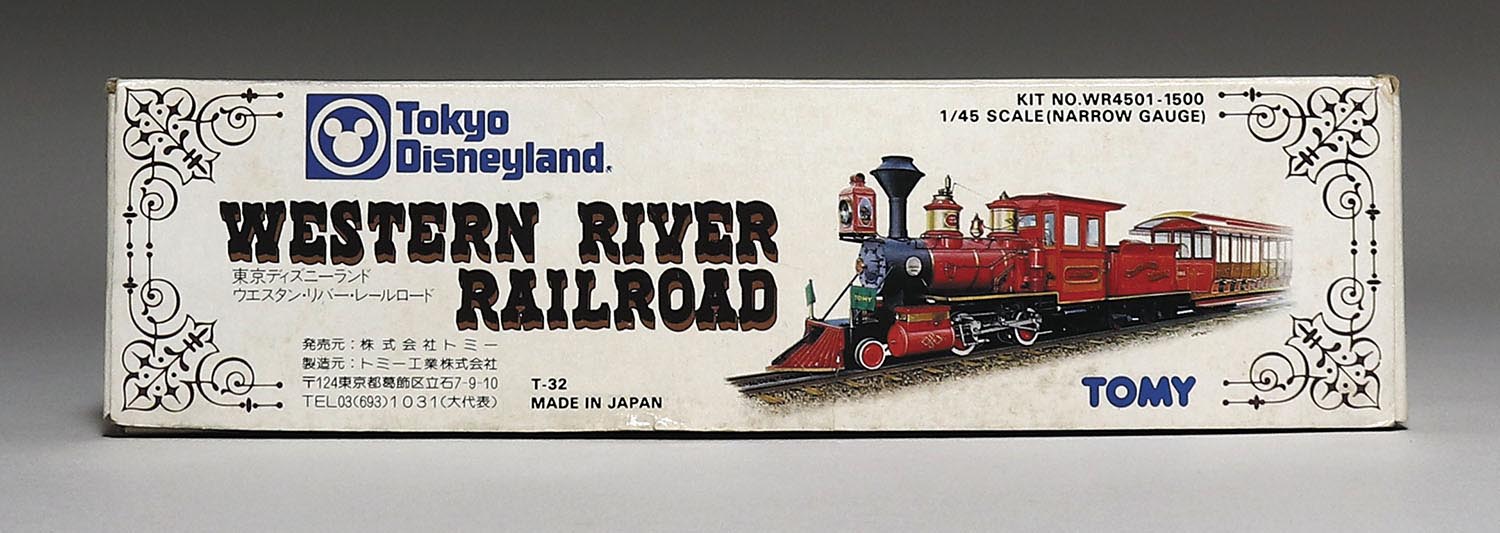 Tokyo
Disneyland®
KIT NO.WR4501-1500
1/45 SCALE(NARROW GAUGE)
WESTERN RIVER
RAILROAD
東京ディズニーランド
ウエスタン・リバー・レールロード
発売元：株式会社トミー
製造元：トミー工業株式会社
〒124東京都葛飾区立石7-9-10
TEL03(693)1031(大代表)
T-32
MADE IN JAPAN
TOMY
TOMY